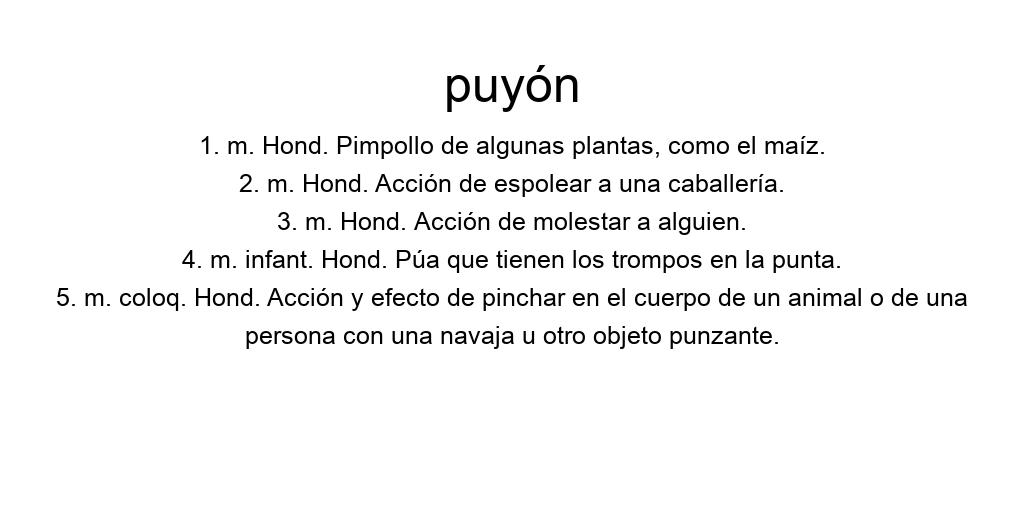 puyón
1. m. Hond. Pimpollo de algunas plantas, como el maíz.
2. m. Hond. Acción de espolear a una caballería.
3. m. Hond. Acción de molestar a alguien.
4. m. infant. Hond. Púa que tienen los trompos en la punta.
5. m. coloq. Hond. Acción y efecto de pinchar en el cuerpo de un animal o de una
persona con una navaja u otro objeto punzante.